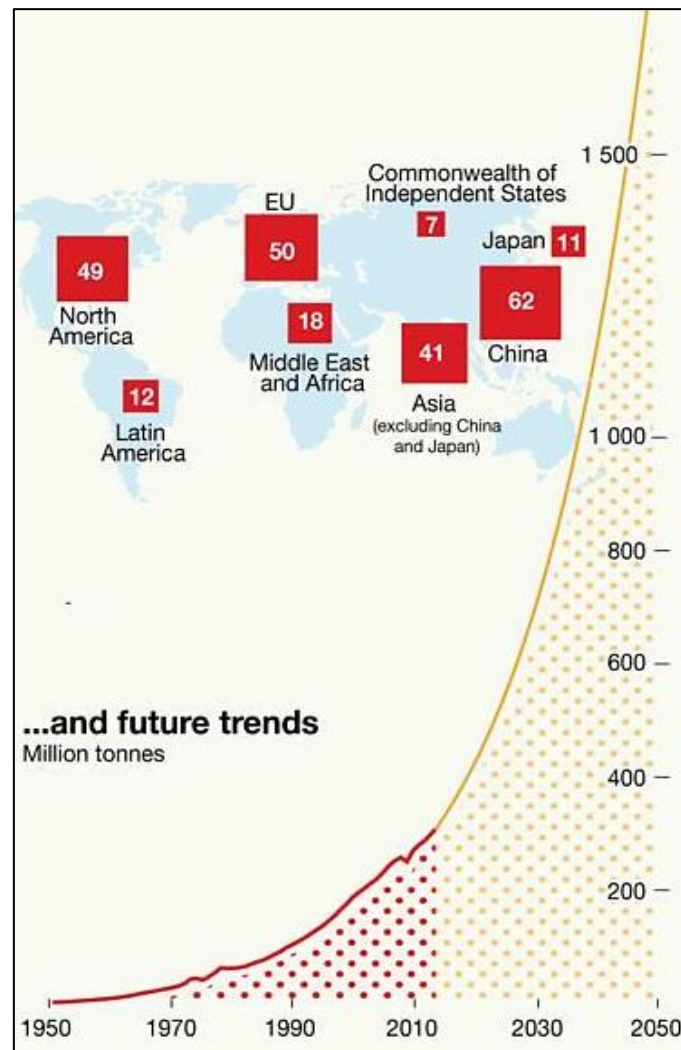 1 500
Commonwealth of
Independent States
7
EU
50
Japan 11
49
North
America
18
Middle East
and Africa
62
China
41
Asia
(excluding China
and Japan)
12
Latin
America
1 000
800
600
...and future trends
Million tonnes
400
200
1950 1970 1990 2010 2030 2050